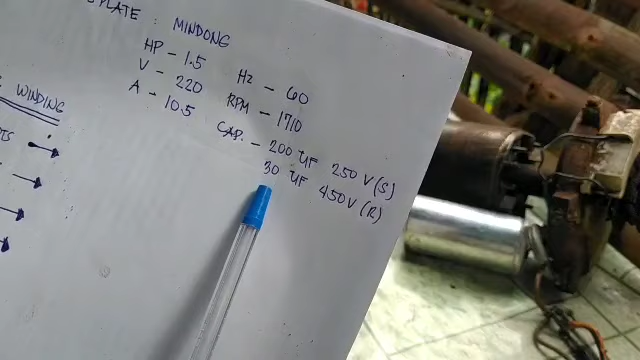 PLATE : MINDONG
HP - 1.5
V - 220
A - 10.5
Hz - 60
RPM - 1710
CAP. - 200 UF 250 V (S)
30 UF 450V (R)
WINDING